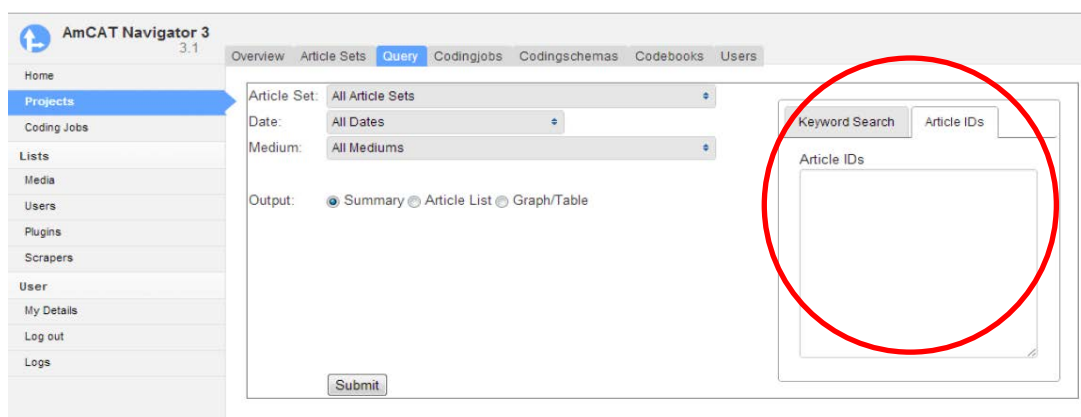 AmCAT Navigator 3
3.1
Overview Article Sets Query Codingjobs Codingschemas Codebooks Users
Home
Projects
Coding Jobs
Lists
Media
Users
Plugins
Scrapers
User
My Details
Log out
Logs
Article Set: All Article Sets
Date: All Dates
Medium: All Mediums
Output: Summary Article List Graph/Table
Submit
Keyword Search Article IDs
Article IDs